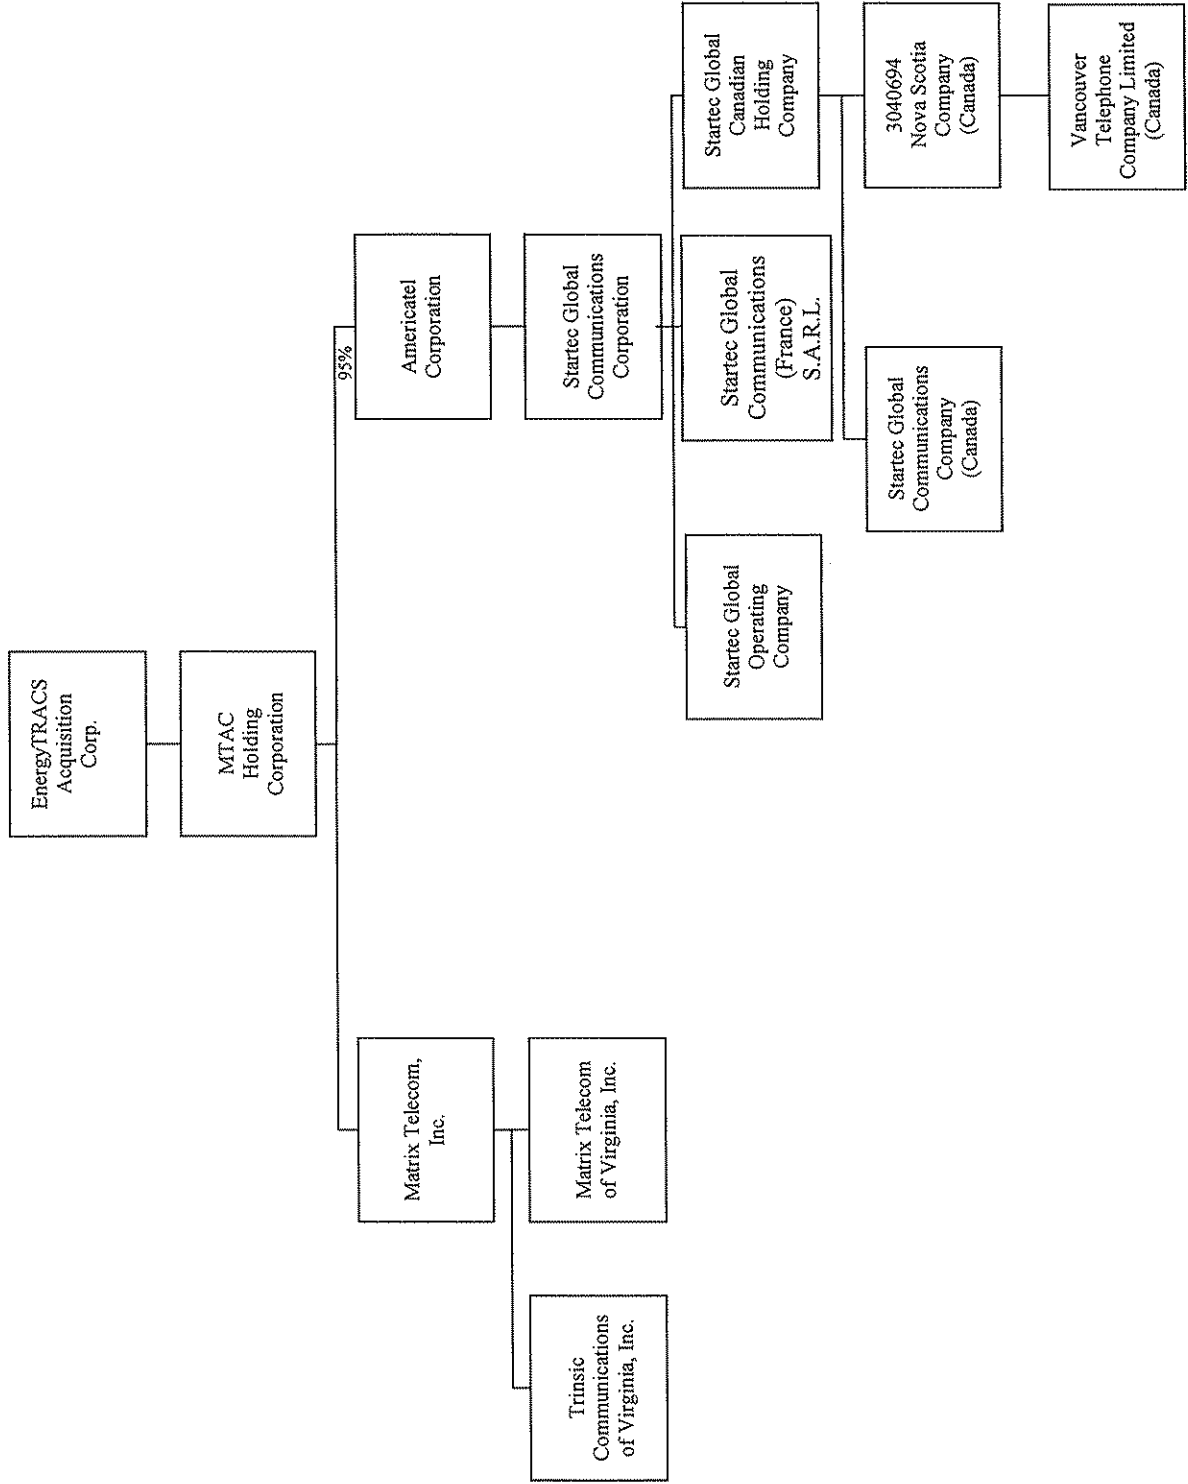 EnergyTRACS
Acquisition
Corp.
MTAC
Holding
Corporation
95%
Matrix Telecom,
Inc.
Americatel
Corporation
Trinsic
Communications
of Virginia, Inc.
Matrix Telecom
of Virginia, Inc.
Startec Global
Communications
Corporation
Startec Global
Operating
Company
Startec Global
Communications
(France)
S.A.R.L.
Startec Global
Canadian
Holding
Company
Startec Global
Communications
Company
(Canada)
3040694
Nova Scotia
Company
(Canada)
Vancouver
Telephone
Company Limited
(Canada)